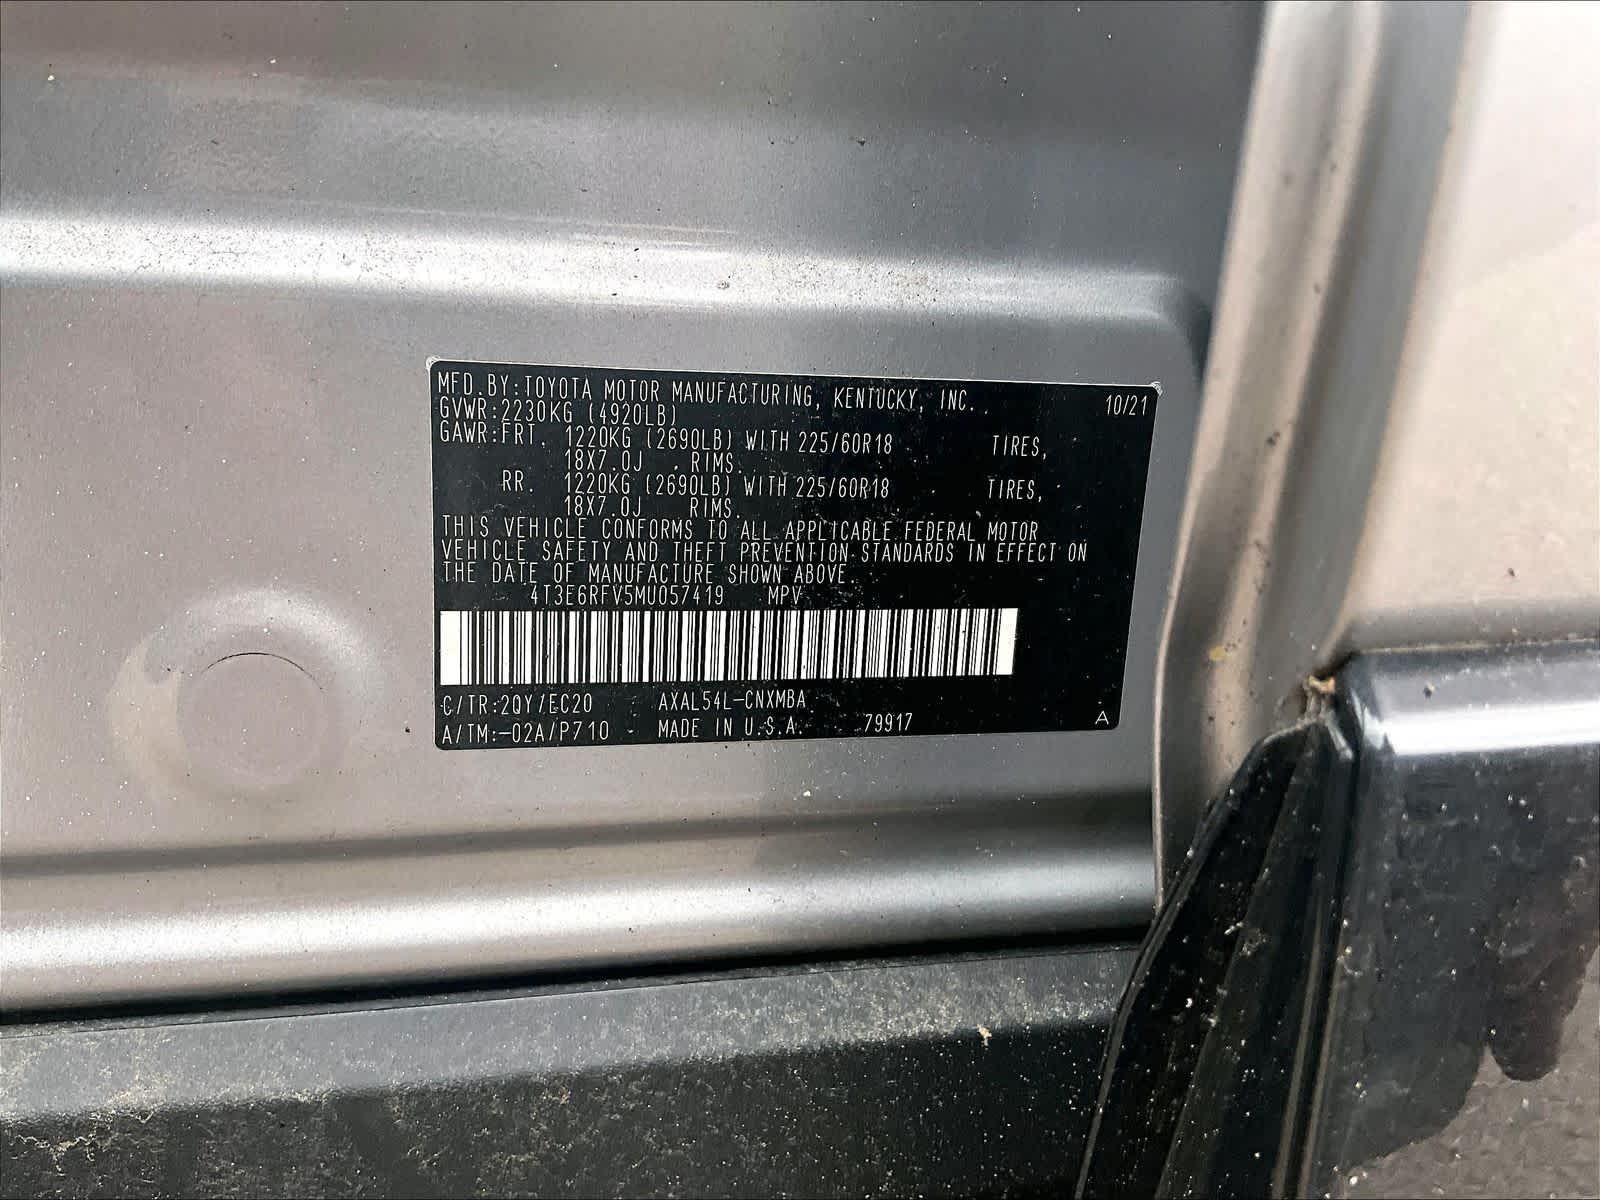 MFD.BY:TOYOTA MOTOR MANUFACTURING, KENTUCKY, INC. 10/21
GVWR:2230KG (4920LB)
GAWR:FRT. 1220KG (2690LB) WITH 225/60R18 TIRES,
18X7.0J RIMS.
RR. 1220KG (2690LB) WITH 225/60R18 TIRES,
18X7.0J RIMS.
THIS VEHICLE CONFORMS TO ALL APPLICABLE FEDERAL MOTOR
VEHICLE SAFETY AND THEFT PREVENTION STANDARDS IN EFFECT ON
THE DATE OF MANUFACTURE SHOWN ABOVE.
4T3E6RFV5MU057419 MPV
C/TR:2QY/EC20 AXAL54L-CNXMBA
A/TM:-02A/P710 MADE IN U.S.A. 79917 A